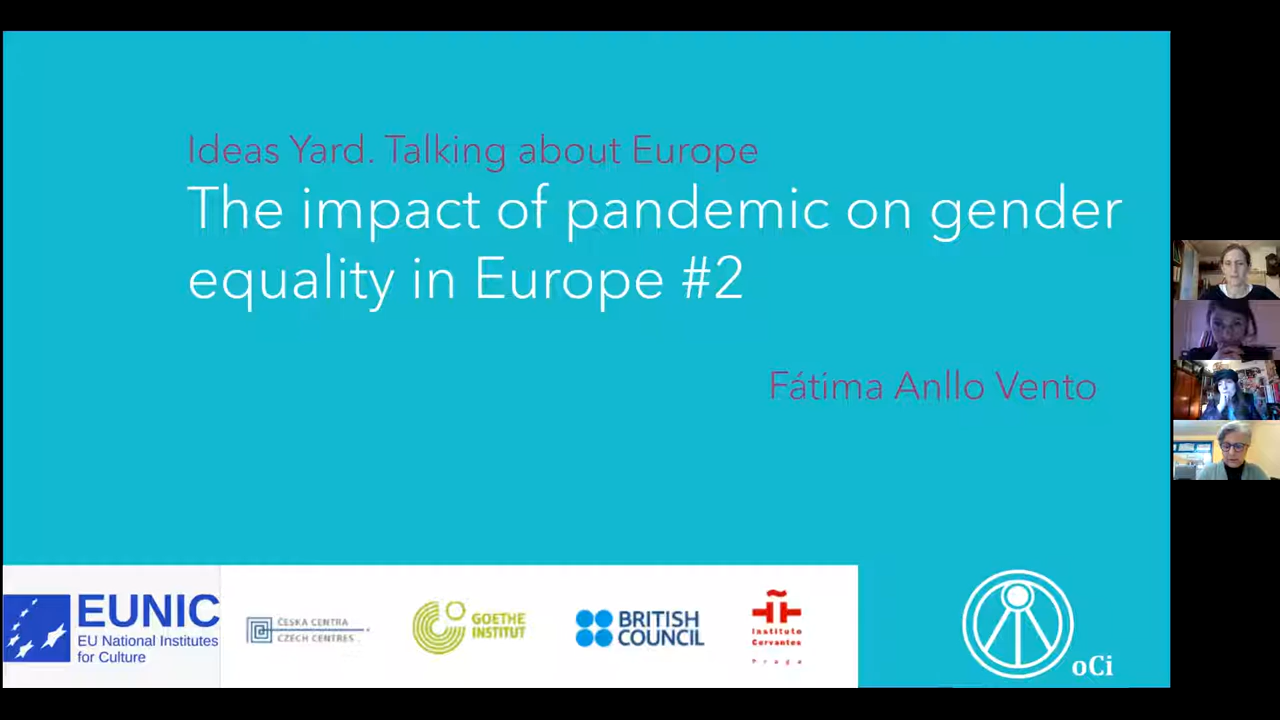 Ideas Yard. Talking about Europe
The impact of pandemic on gender
equality in Europe #2
Fátima Anllo Vento
EUNIC
EU National Institutes
for Culture
ČESKÁ CENTRA
CZECH CENTRES
GOETHE
INSTITUT
BRITISH
COUNCIL
Instituto
Cervantes
Praga
oCi